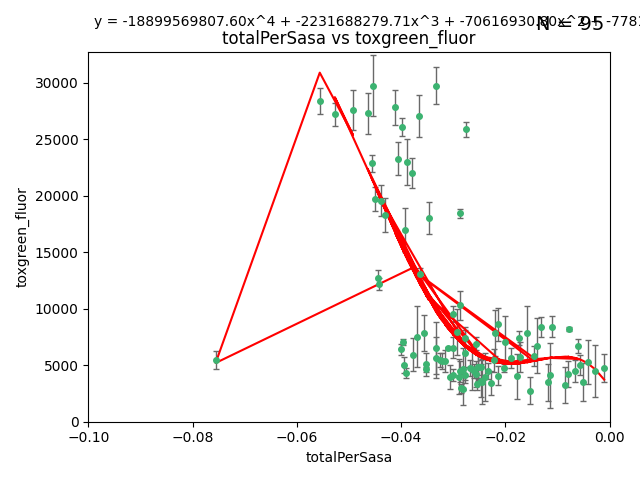 y = -18899569807.60x^4 + -2231688279.71x^3 +
N = 95
totalPerSasa vs toxgreen_fluor
toxgreen_fluor
30000
25000
20000
15000
10000
5000
0
−0.10 −0.08 −0.06 −0.04 −0.02 0.00
totalPerSasa